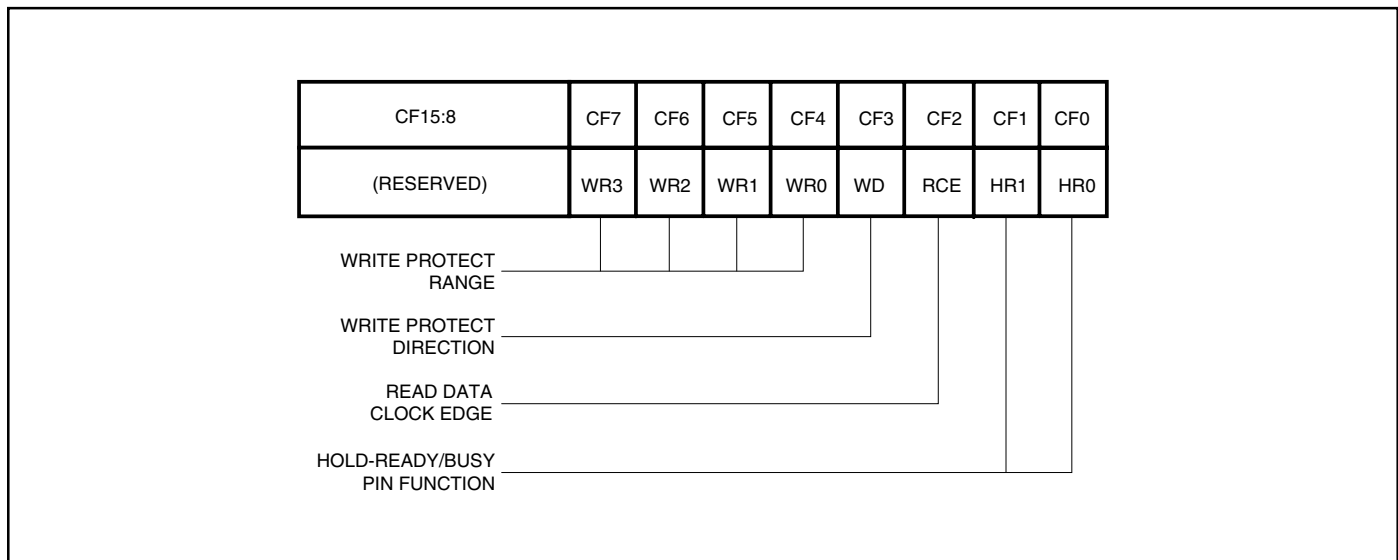 CF15:8 CF7 CF6 CF5 CF4 CF3 CF2 CF1 CF0
(RESERVED) WR3 WR2 WR1 WR0 WD RCE HR1 HR0
WRITE PROTECT
RANGE
WRITE PROTECT
DIRECTION
READ DATA
CLOCK EDGE
HOLD-READY/BUSY
PIN FUNCTION